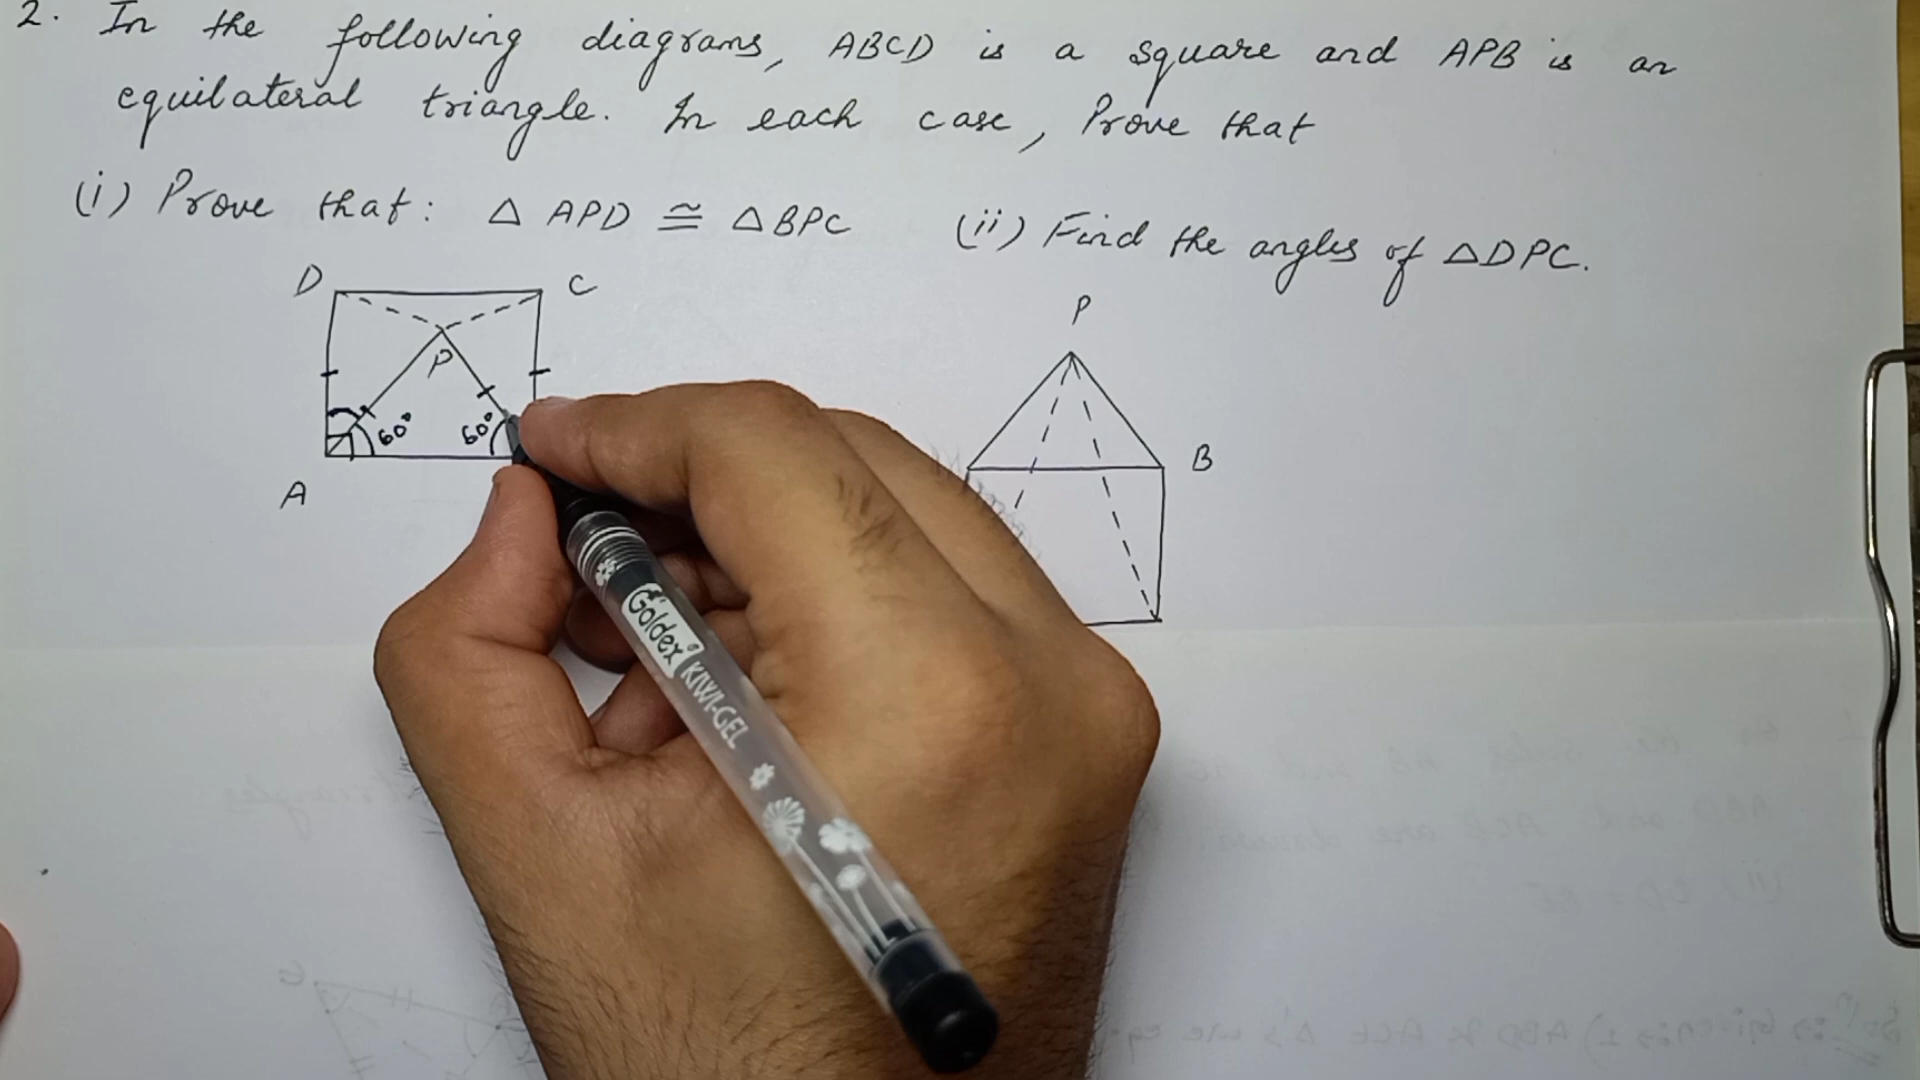 2. In the following diagrams, ABCD is a square and APB is an
equilateral triangle. In each case, Prove that
(i) Prove that: △ APD ≅ △BPC (ii) Find the angles of △DPC.
D C
P
P
60° 60°
A
B
Goldex KIWI-GEL